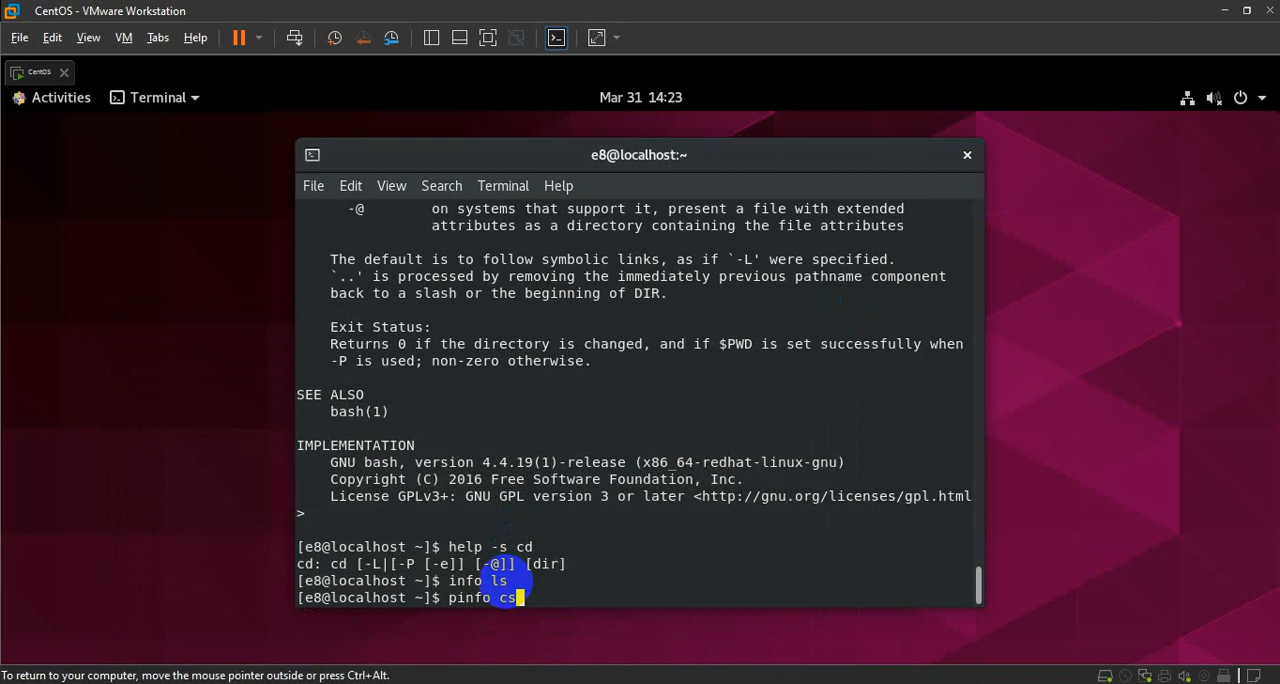 CentOS - VMware Workstation
File Edit View VM Tabs Help
CentOS
Activities Terminal Mar 31 14:23
e8@localhost:~
File Edit View Search Terminal Help
-@ on systems that support it, present a file with extended
attributes as a directory containing the file attributes
The default is to follow symbolic links, as if `-L' were specified.
`..' is processed by removing the immediately previous pathname component
back to a slash or the beginning of DIR.
Exit Status:
Returns 0 if the directory is changed, and if $PWD is set successfully when
-P is used; non-zero otherwise.
SEE ALSO
bash(1)
IMPLEMENTATION
GNU bash, version 4.4.19(1)-release (x86_64-redhat-linux-gnu)
Copyright (C) 2016 Free Software Foundation, Inc.
License GPLv3+: GNU GPL version 3 or later <http://gnu.org/licenses/gpl.html
>
[e8@localhost ~]$ help -s cd
cd: cd [-L|[-P [-e]] [-@]] [dir]
[e8@localhost ~]$ info ls
[e8@localhost ~]$ pinfo cs
To return to your computer, move the mouse pointer outside or press Ctrl+Alt.